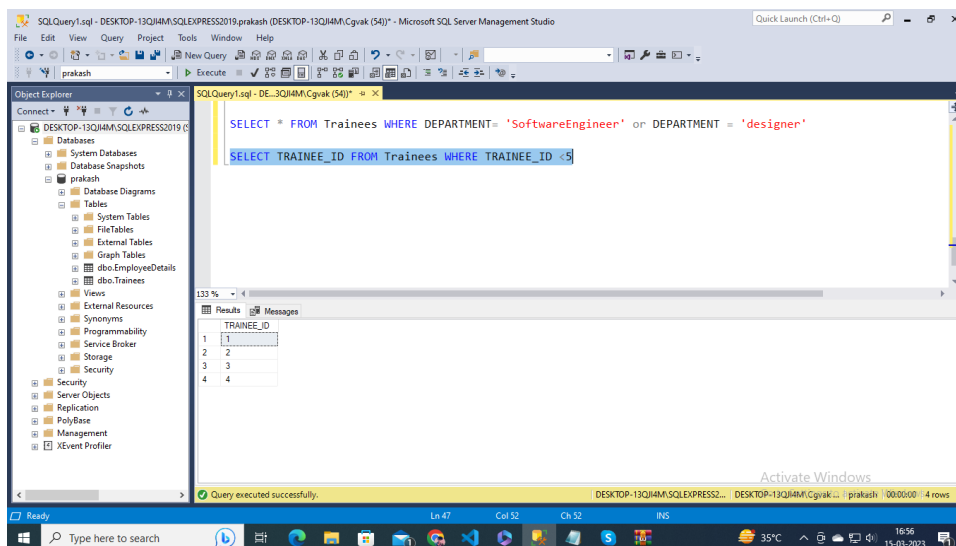 SQLQuery1.sql - DESKTOP-13QJI4M\SQLEXPRESS2019.prakash (DESKTOP-13QJI4M\Cgvak (54))* - Microsoft SQL Server Management Studio
Quick Launch (Ctrl+Q)
File Edit View Query Project Tools Window Help
New Query
prakash
Execute
Object Explorer
SQLQuery1.sql - DE...3QJI4M\Cgvak (54))*
Connect
DESKTOP-13QJI4M\SQLEXPRESS2019 (S
Databases
System Databases
Database Snapshots
prakash
Database Diagrams
Tables
System Tables
FileTables
External Tables
Graph Tables
dbo.EmployeeDetails
dbo.Trainees
Views
External Resources
Synonyms
Programmability
Service Broker
Storage
Security
Security
Server Objects
Replication
PolyBase
Management
XEvent Profiler
SELECT * FROM Trainees WHERE DEPARTMENT= 'SoftwareEngineer' or DEPARTMENT = 'designer'
SELECT TRAINEE_ID FROM Trainees WHERE TRAINEE_ID <5
133 %
Results Messages
TRAINEE_ID
1 1
2 2
3 3
4 4
Activate Windows
Query executed successfully.
DESKTOP-13QJI4M\SQLEXPRESS2... DESKTOP-13QJI4M\Cgvak ... prakash 00:00:00 4 rows
Ready
Ln 47 Col 52 Ch 52 INS
Type here to search
35°C
16:56
15-03-2023